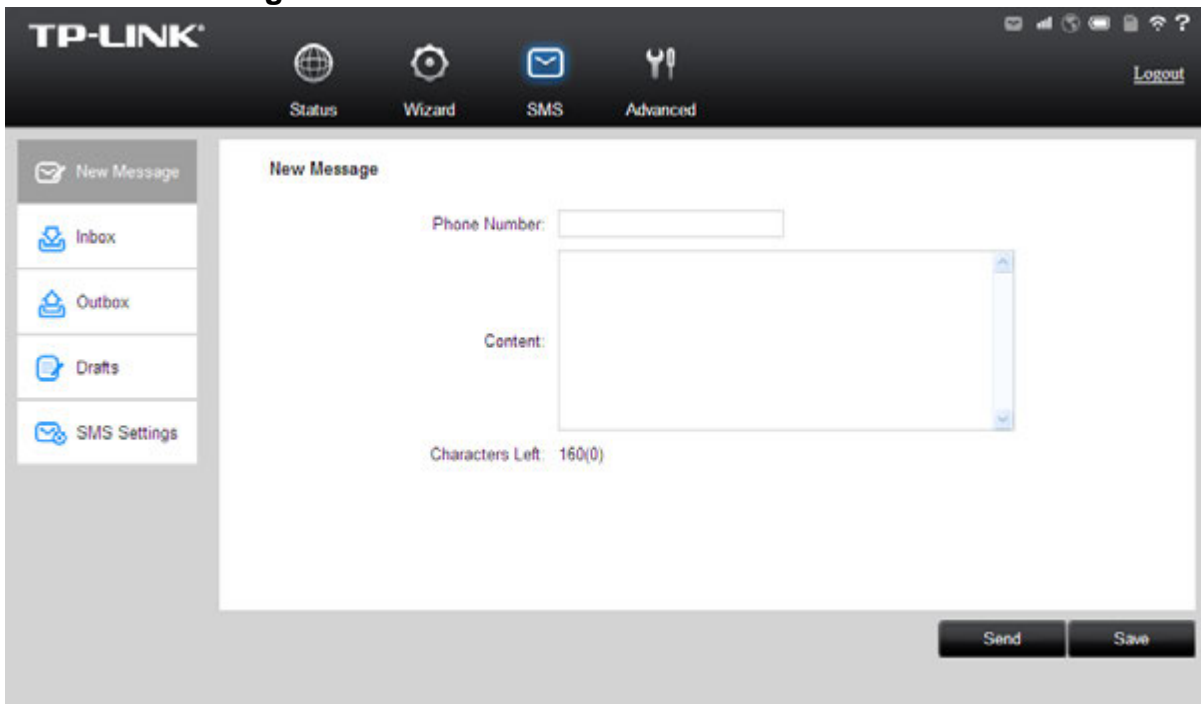 TP-LINK
?
Logout
Status Wizard SMS Advanced
New Message
Inbox
Outbox
Drafts
SMS Settings
New Message
Phone Number:
Content:
Characters Left: 160(0)
Send Save